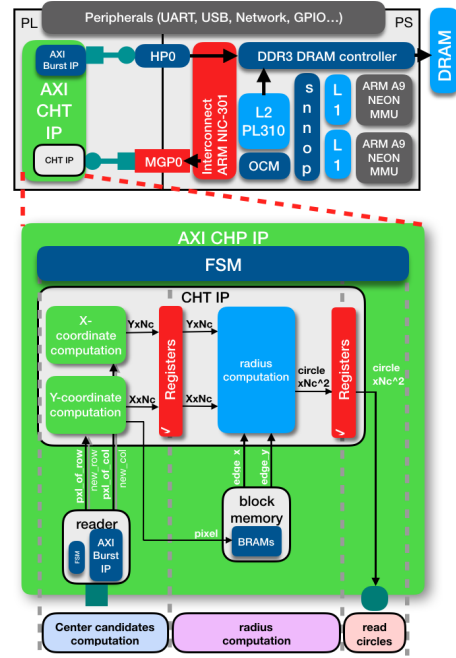 PL
Peripherals (UART, USB, Network, GPIO...)
PS
AXI
Burst IP
HP0
DDR3 DRAM controller
DRAM
AXI
CHT
IP
Interconnect
ARM NIC-301
L2
PL310
snnop
L
1
ARM A9
NEON
MMU
CHT IP
MGP0
OCM
L
1
ARM A9
NEON
MMU
AXI CHP IP
FSM
CHT IP
X-
coordinate
computation
YxNc
Registers
YxNc
radius
computation
circle
xNc^2
Registers
circle
xNc^2
Y-coordinate
computation
XxNc
XxNc
pxl_of_row
new_row
pxl_of_col
new_col
edge_x
edge_y
reader
FSM
AXI
Burst
IP
pixel
block
memory
BRAMs
Center candidates
computation
radius
computation
read
circles